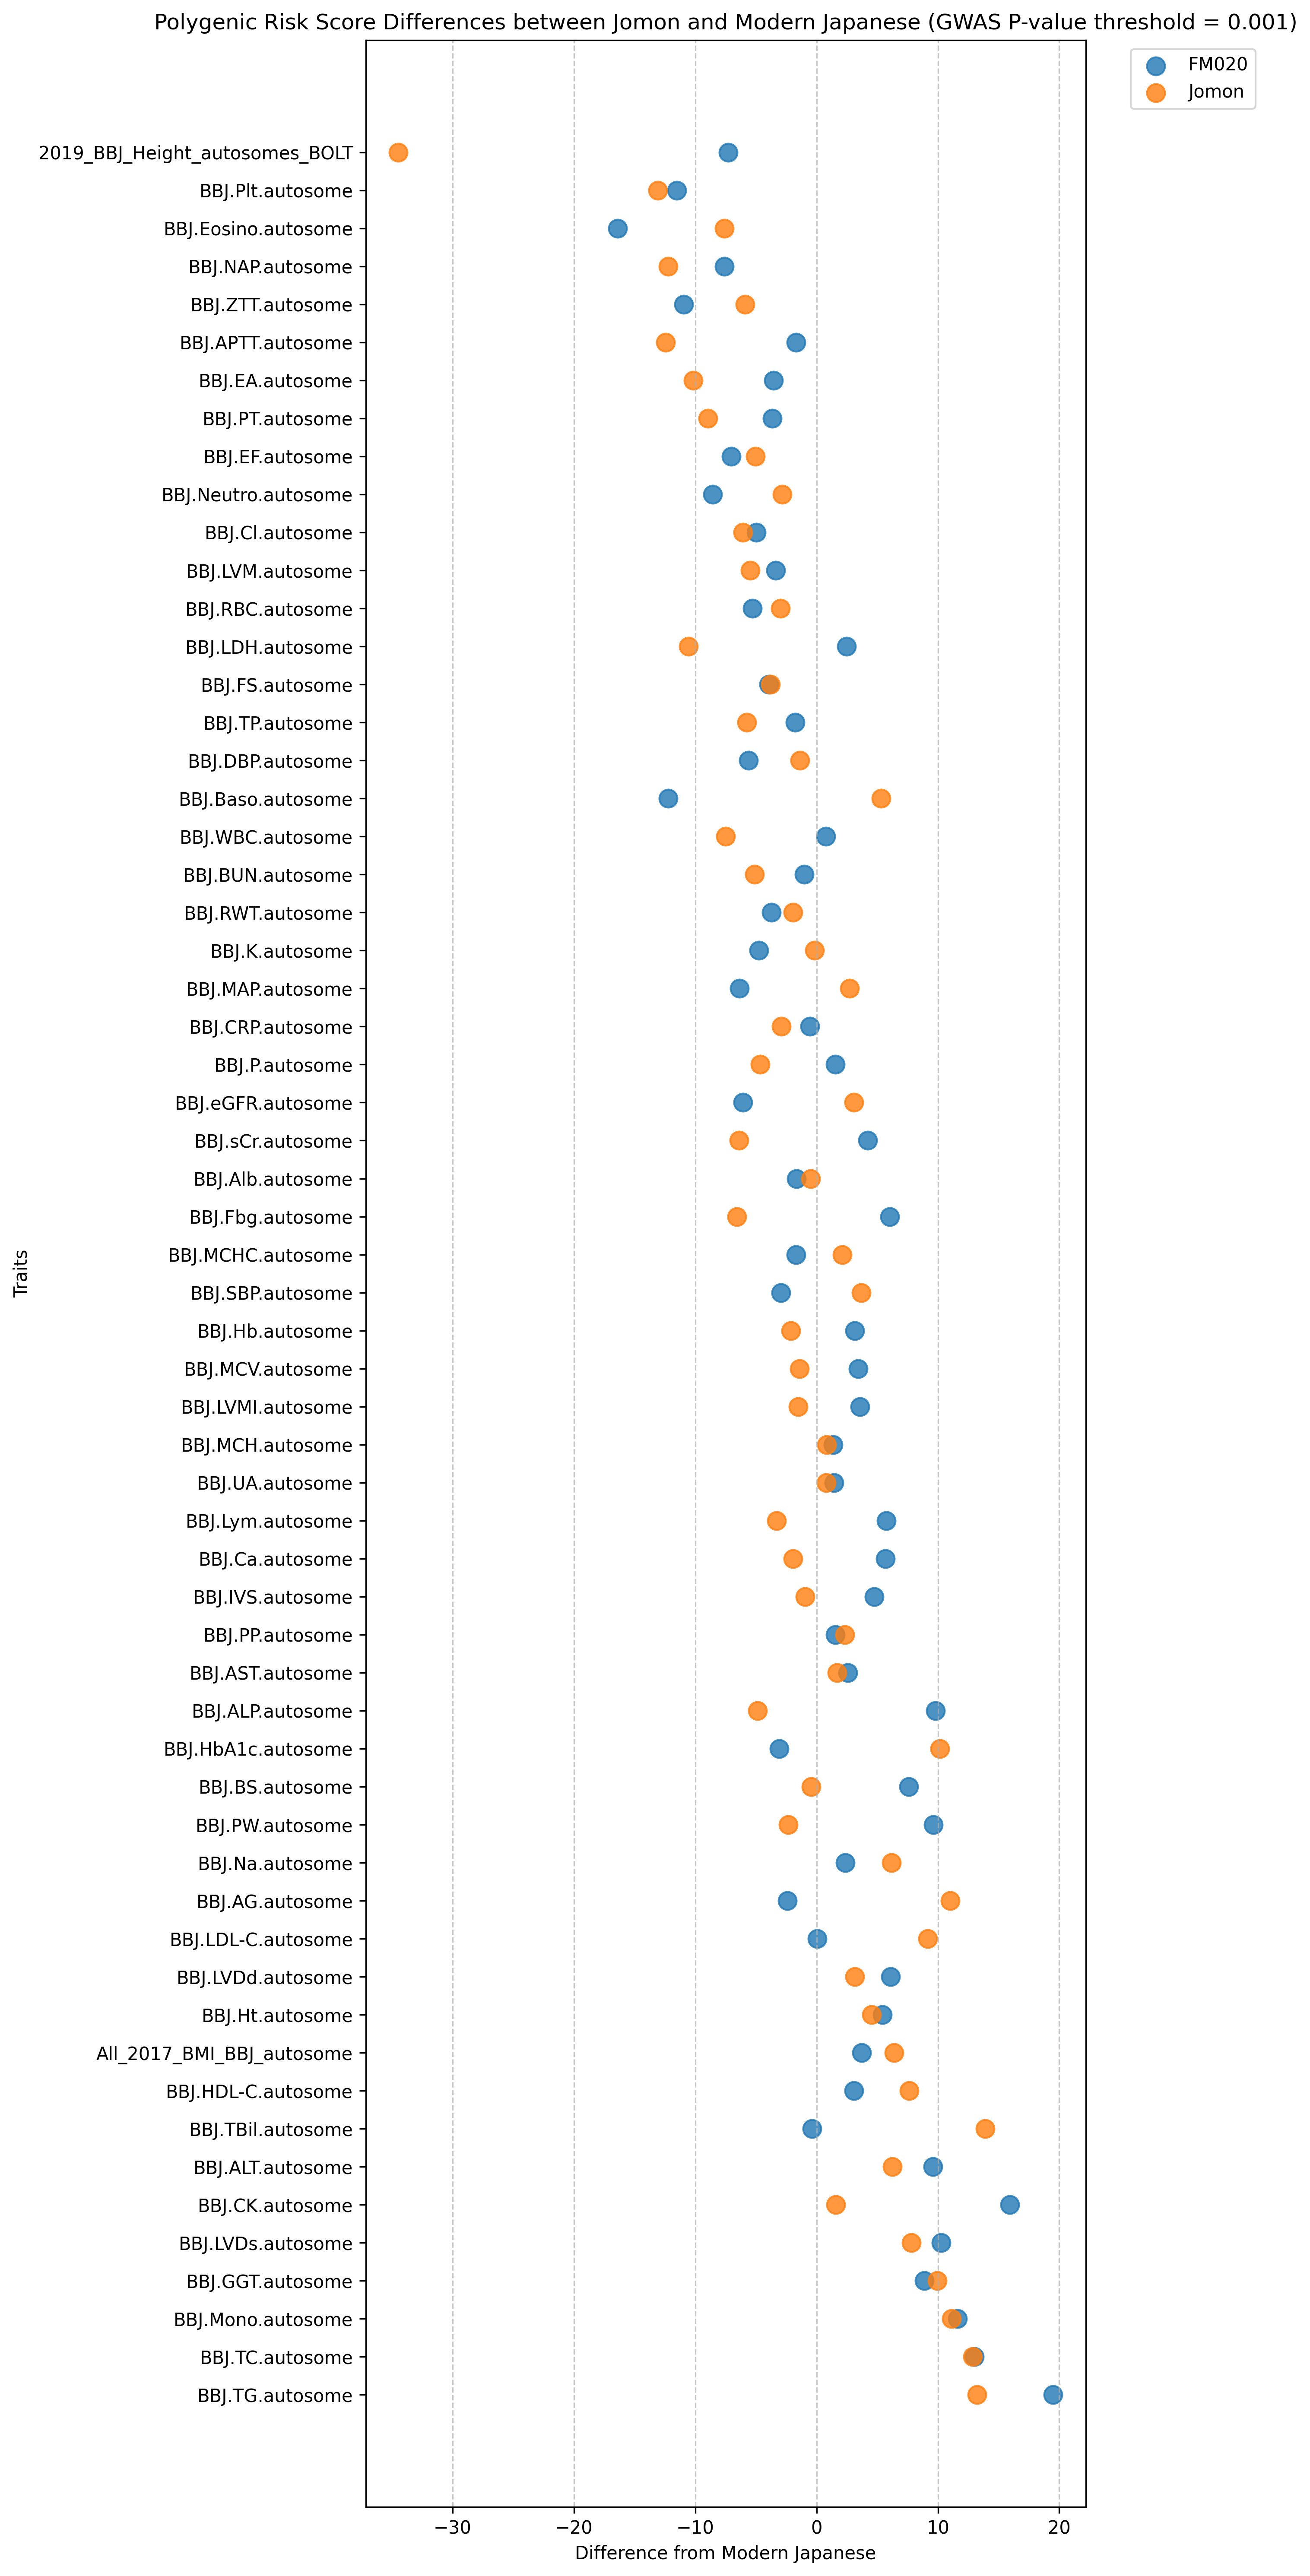 Polygenic Risk Score Differences between Jomon and Modern Japanese (GWAS P-value threshold = 0.001)
FM020
Jomon
2019_BBJ_Height_autosomes_BOLT
BBJ.Plt.autosome
BBJ.Eosino.autosome
BBJ.NAP.autosome
BBJ.ZTT.autosome
BBJ.APTT.autosome
BBJ.EA.autosome
BBJ.PT.autosome
BBJ.EF.autosome
BBJ.Neutro.autosome
BBJ.Cl.autosome
BBJ.LVM.autosome
BBJ.RBC.autosome
BBJ.LDH.autosome
BBJ.FS.autosome
BBJ.TP.autosome
BBJ.DBP.autosome
BBJ.Baso.autosome
BBJ.WBC.autosome
BBJ.BUN.autosome
BBJ.RWT.autosome
BBJ.K.autosome
BBJ.MAP.autosome
BBJ.CRP.autosome
BBJ.P.autosome
BBJ.eGFR.autosome
BBJ.sCr.autosome
BBJ.Alb.autosome
BBJ.Fbg.autosome
BBJ.MCHC.autosome
BBJ.SBP.autosome
BBJ.Hb.autosome
BBJ.MCV.autosome
BBJ.LVMI.autosome
BBJ.MCH.autosome
BBJ.UA.autosome
BBJ.Lym.autosome
BBJ.Ca.autosome
BBJ.IVS.autosome
BBJ.PP.autosome
BBJ.AST.autosome
BBJ.ALP.autosome
BBJ.HbA1c.autosome
BBJ.BS.autosome
BBJ.PW.autosome
BBJ.Na.autosome
BBJ.AG.autosome
BBJ.LDL-C.autosome
BBJ.LVDd.autosome
BBJ.Ht.autosome
All_2017_BMI_BBJ_autosome
BBJ.HDL-C.autosome
BBJ.TBil.autosome
BBJ.ALT.autosome
BBJ.CK.autosome
BBJ.LVDs.autosome
BBJ.GGT.autosome
BBJ.Mono.autosome
BBJ.TC.autosome
BBJ.TG.autosome
Traits
−30 −20 −10 0 10 20
Difference from Modern Japanese